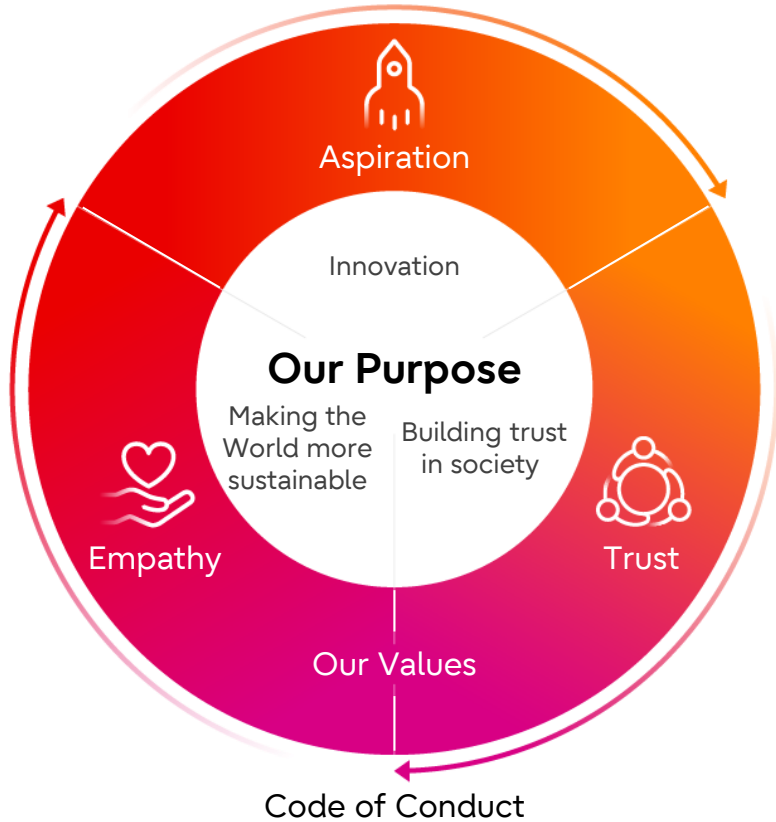 Aspiration
Innovation
Our Purpose
Making the
World more
sustainable
Building trust
in society
Empathy
Trust
Our Values
Code of Conduct